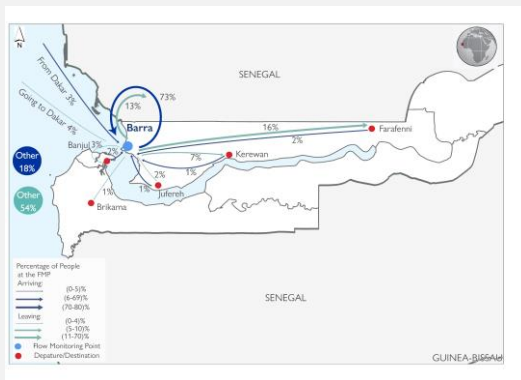 N
From Dakar 3%
Going to Dakar 4%
SENEGAL
13%
73%
Barra
Banjul
3%
2%
16%
2%
Farafenni
Other
18%
7%
Kerewan
1%
2%
1%
Jufereh
1%
Brikama
Other
54%
Percentage of People
at the FMP
Arriving:
(0-5)%
(6-69)%
(70-80)%
Leaving:
(0-4)%
(5-10)%
(11-70)%
Flow Monitoring Point
Depature/Destination
SENEGAL
GUINEA-BISSAU